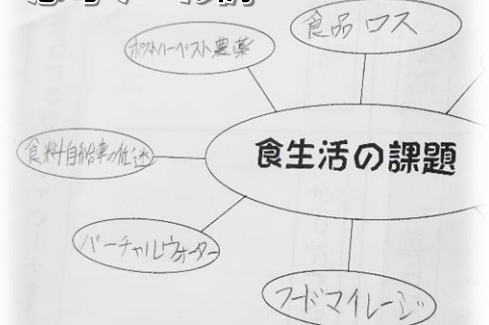 食品ロス
ポストハーベスト農薬
食生活の課題
食料自給率の低迷
バーチャルウォーター
フードマイレージ